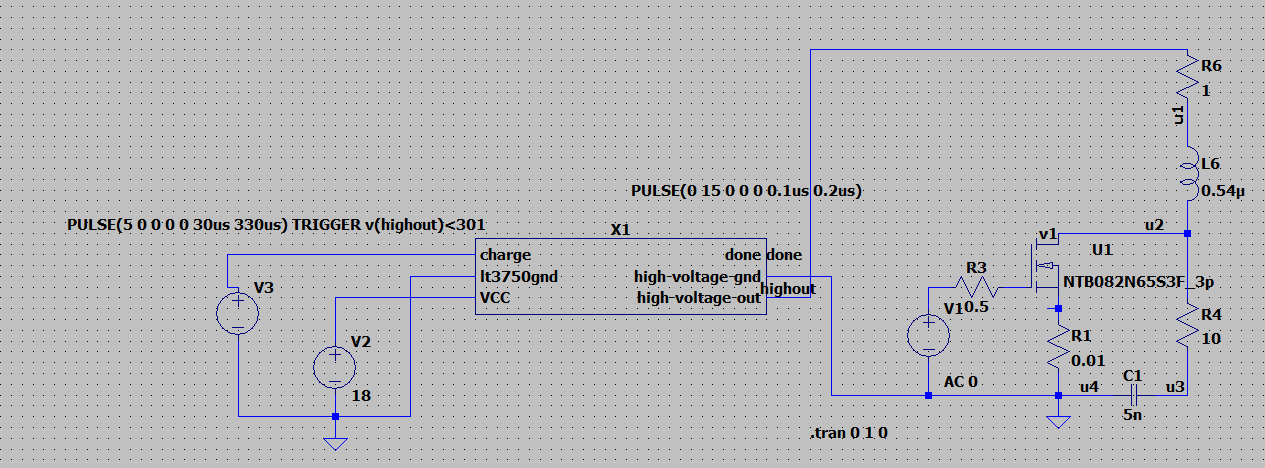 R6
1
u1
L6
0.54µ
PULSE(0 15 0 0 0 0.1us 0.2us)
PULSE(5 0 0 0 0 30us 330us) TRIGGER v(highout)<301
X1
u2
v1
U1
charge
done done
lt3750gnd
high-voltage-gnd
R3
VCC
high-voltage-out
highout
NTB082N65S3F_3p
V3
V1
0.5
R4
10
V2
R1
0.01
18
AC 0
C1
u4
u3
5n
.tran 0 1 0